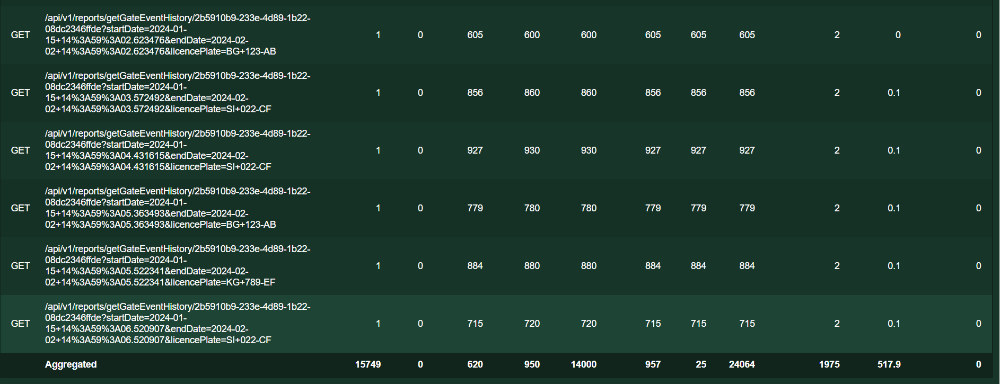 /api/v1/reports/getGateEventHistory/2b5910b9-233e-4d89-1b22-
08dc2346ffde?startDate=2024-01-
GET 15+14%3A59%3A02.623476&endDate=2024-02- 1 0 605 600 600 605 605 605 2 0 0
02+14%3A59%3A02.623476&licencePlate=BG+123-AB
/api/v1/reports/getGateEventHistory/2b5910b9-233e-4d89-1b22-
08dc2346ffde?startDate=2024-01-
GET 15+14%3A59%3A03.572492&endDate=2024-02- 1 0 856 860 860 856 856 856 2 0.1 0
02+14%3A59%3A03.572492&licencePlate=SI+022-CF
/api/v1/reports/getGateEventHistory/2b5910b9-233e-4d89-1b22-
08dc2346ffde?startDate=2024-01-
GET 15+14%3A59%3A04.431615&endDate=2024-02- 1 0 927 930 930 927 927 927 2 0.1 0
02+14%3A59%3A04.431615&licencePlate=SI+022-CF
/api/v1/reports/getGateEventHistory/2b5910b9-233e-4d89-1b22-
08dc2346ffde?startDate=2024-01-
GET 15+14%3A59%3A05.363493&endDate=2024-02- 1 0 779 780 780 779 779 779 2 0.1 0
02+14%3A59%3A05.363493&licencePlate=BG+123-AB
/api/v1/reports/getGateEventHistory/2b5910b9-233e-4d89-1b22-
08dc2346ffde?startDate=2024-01-
GET 15+14%3A59%3A05.522341&endDate=2024-02- 1 0 884 880 880 884 884 884 2 0.1 0
02+14%3A59%3A05.522341&licencePlate=KG+789-EF
/api/v1/reports/getGateEventHistory/2b5910b9-233e-4d89-1b22-
08dc2346ffde?startDate=2024-01-
GET 15+14%3A59%3A06.520907&endDate=2024-02- 1 0 715 720 720 715 715 715 2 0.1 0
02+14%3A59%3A06.520907&licencePlate=SI+022-CF
Aggregated 15749 0 620 950 14000 957 25 24064 1975 517.9 0